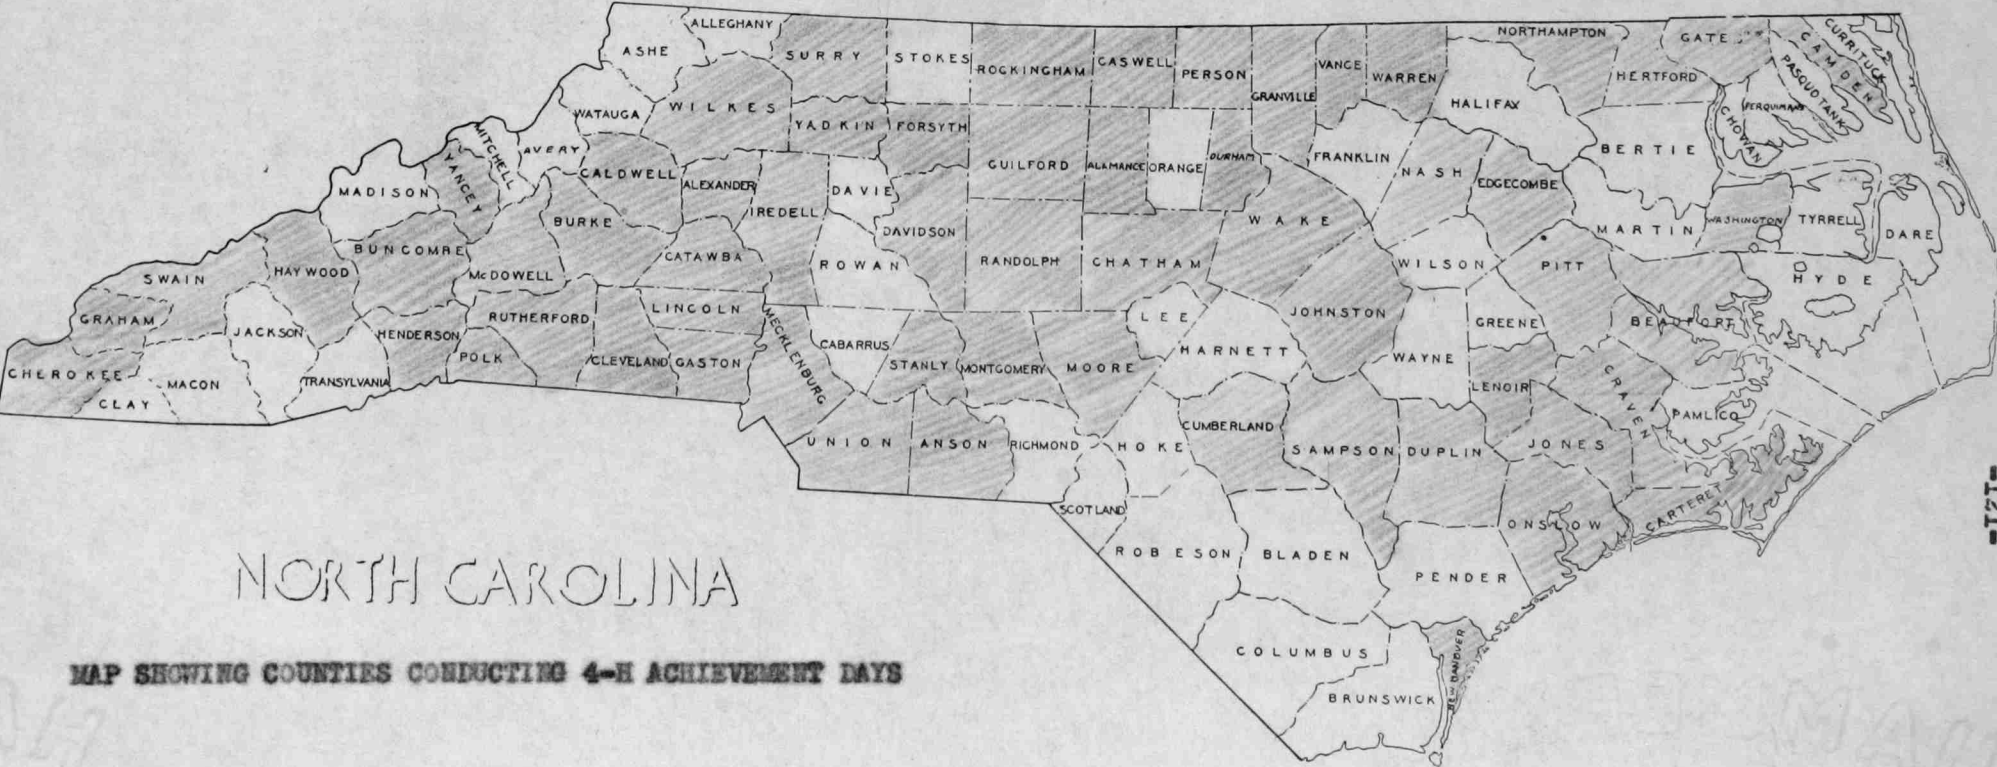 ALLEGHANY
ASHE
SURRY
STOKES
ROCKINGHAM
CASWELL
PERSON
GRANVILLE
VANCE
WARREN
NORTHAMPTON
GATES
HERTFORD
CURRITUCK
CAMDEN
PASQUOTANK
PERQUIMANS
CHOWAN
HALIFAX
BERTIE
WATAUGA
WILKES
YADKIN
FORSYTH
GUILFORD
ALAMANCE
ORANGE
DURHAM
FRANKLIN
NASH
EDGECOMBE
MITCHELL
AVERY
YANCEY
MADISON
CALDWELL
ALEXANDER
IREDELL
DAVIE
DAVIDSON
WAKE
MARTIN
WASHINGTON
TYRRELL
DARE
BURKE
BUNCOMBE
McDOWELL
CATAWBA
ROWAN
RANDOLPH
CHATHAM
WILSON
PITT
HYDE
SWAIN
HAYWOOD
GRAHAM
JACKSON
HENDERSON
RUTHERFORD
LINCOLN
MECKLENBURG
CABARRUS
LEE
JOHNSTON
GREENE
BEAUFORT
CHEROKEE
MACON
CLAY
TRANSYLVANIA
POLK
CLEVELAND
GASTON
STANLY
MONTGOMERY
MOORE
HARNETT
WAYNE
LENOIR
CRAVEN
PAMLICO
UNION
ANSON
RICHMOND
HOKE
CUMBERLAND
SAMPSON
DUPLIN
JONES
SCOTLAND
ONSLOW
CARTERET
ROBESON
BLADEN
PENDER
COLUMBUS
BRUNSWICK
NEW HANOVER
NORTH CAROLINA
MAP SHOWING COUNTIES CONDUCTING 4-H ACHIEVEMENT DAYS